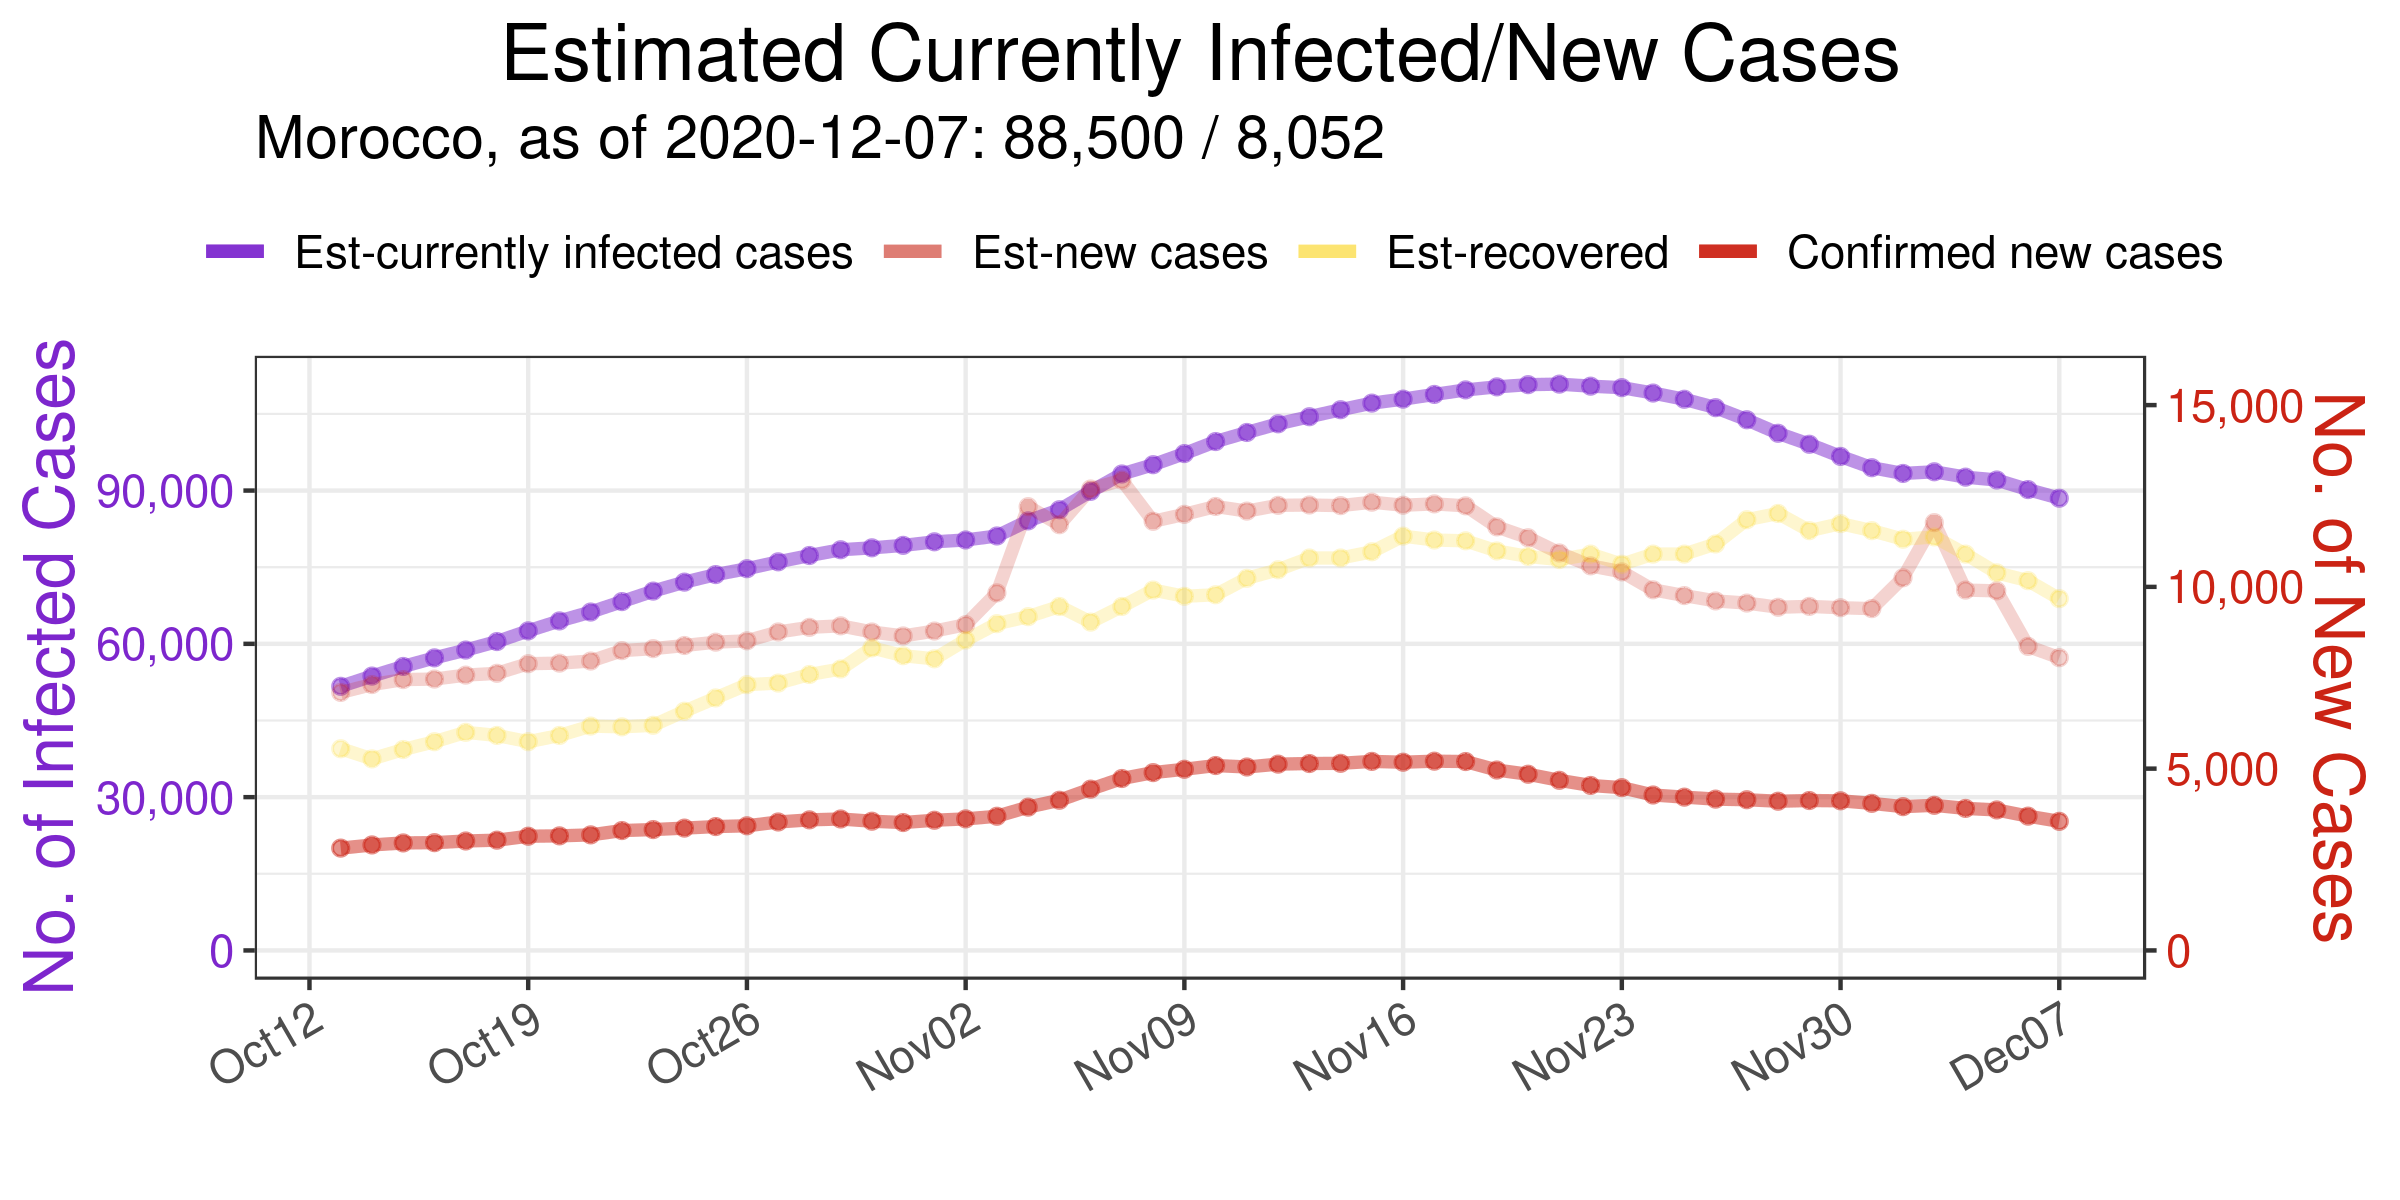 Estimated Currently Infected/New Cases
Morocco, as of 2020-12-07: 88,500 / 8,052
Est-currently infected cases Est-new cases Est-recovered Confirmed new cases
No. of Infected Cases
90,000
60,000
30,000
0
15,000
10,000
5,000
0
No. of New Cases
Oct12 Oct19 Oct26 Nov02 Nov09 Nov16 Nov23 Nov30 Dec07